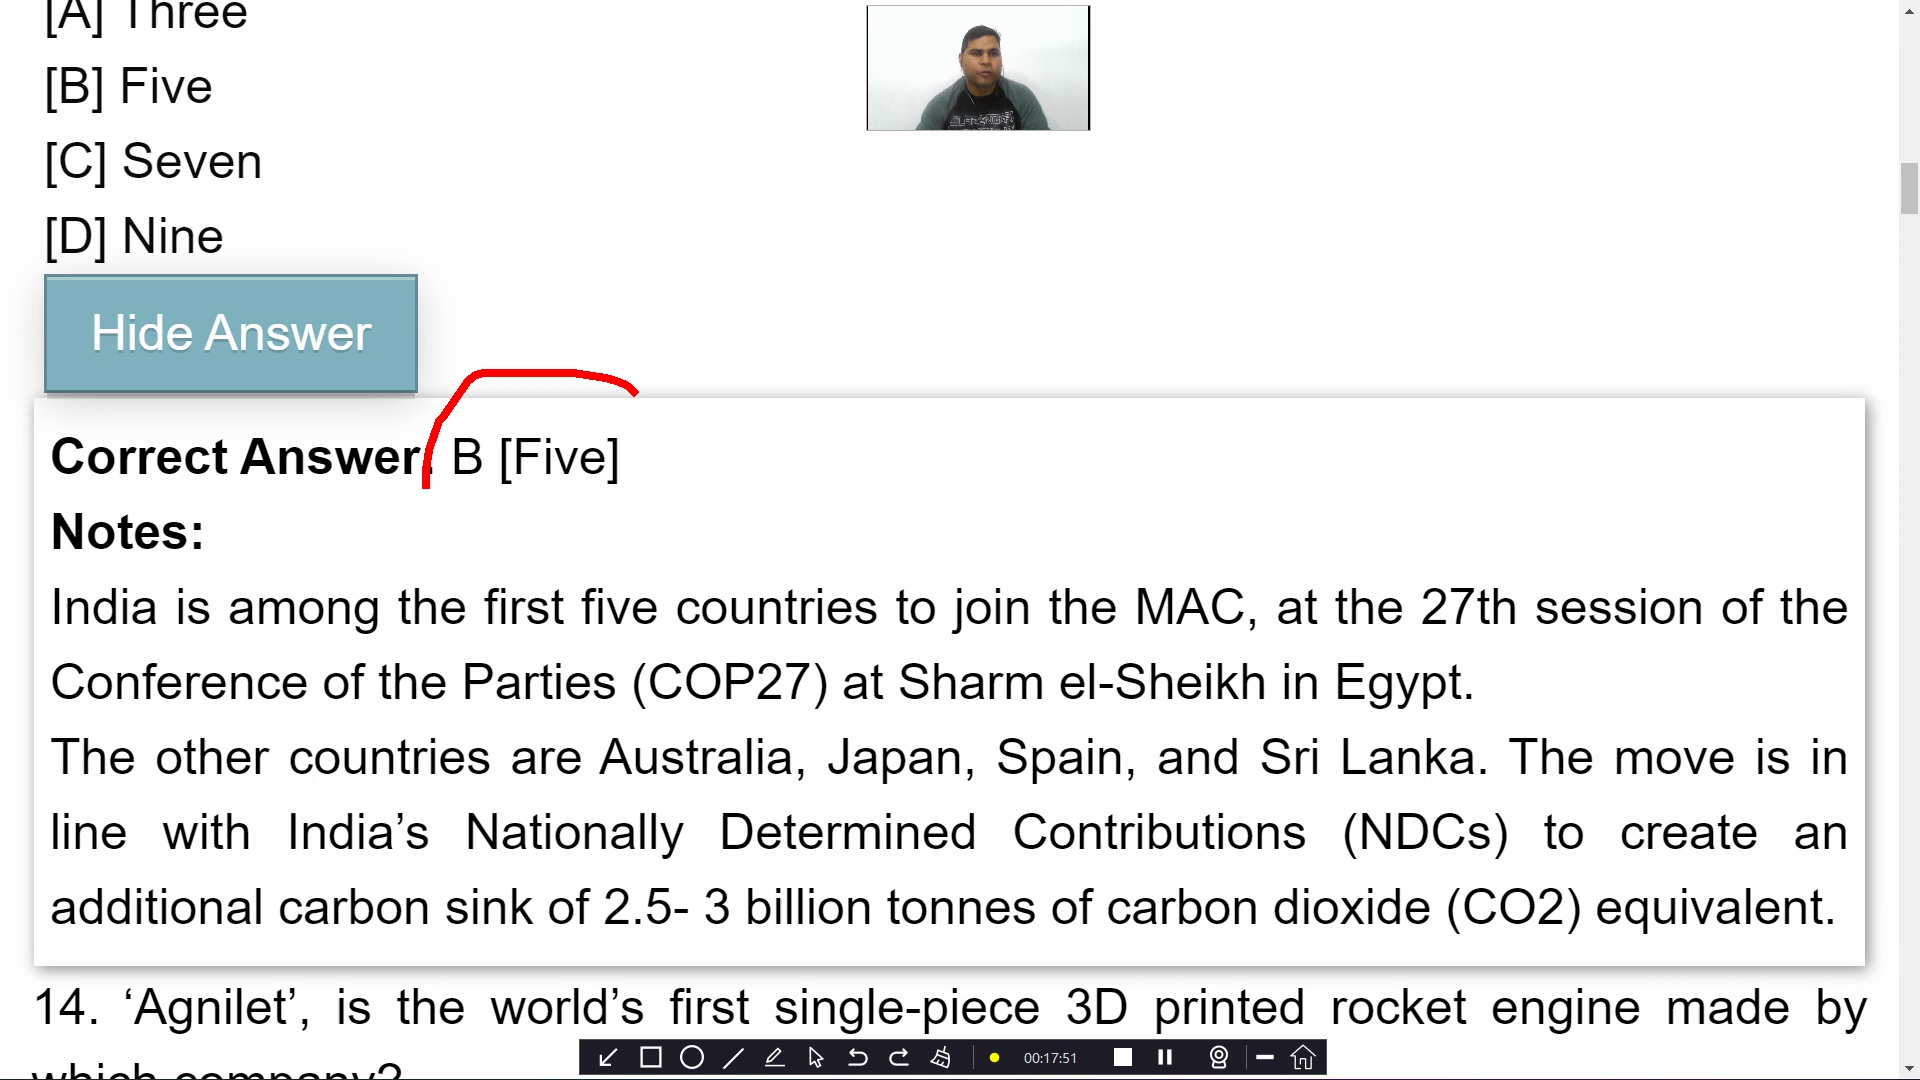 [A] Three
[B] Five
[C] Seven
[D] Nine
Hide Answer
Correct Answer: B [Five]
Notes:
India is among the first five countries to join the MAC, at the 27th session of the
Conference of the Parties (COP27) at Sharm el-Sheikh in Egypt.
The other countries are Australia, Japan, Spain, and Sri Lanka. The move is in
line with India’s Nationally Determined Contributions (NDCs) to create an
additional carbon sink of 2.5- 3 billion tonnes of carbon dioxide (CO2) equivalent.
14. ‘Agnilet’, is the world’s first single-piece 3D printed rocket engine made by
which company?
00:17:51